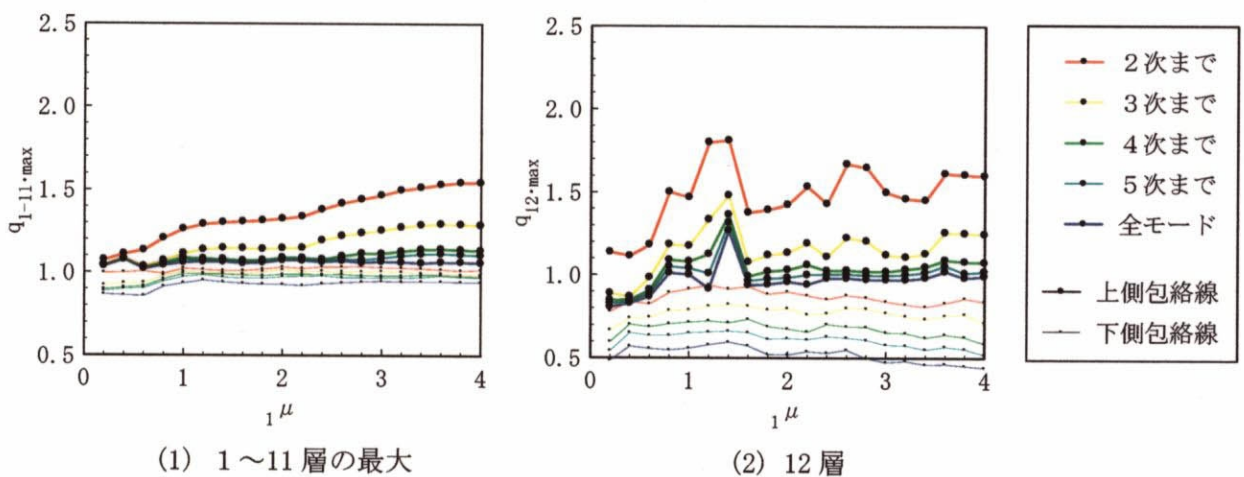 2.5
2.0
1.5
1.0
0.5
q1-11·max
0 1 2 3 4
1μ
(1) 1～11層の最大
2.5
2.0
1.5
1.0
0.5
q12·max
0 1 2 3 4
1μ
(2) 12層
2次まで
3次まで
4次まで
5次まで
全モード
上側包絡線
下側包絡線